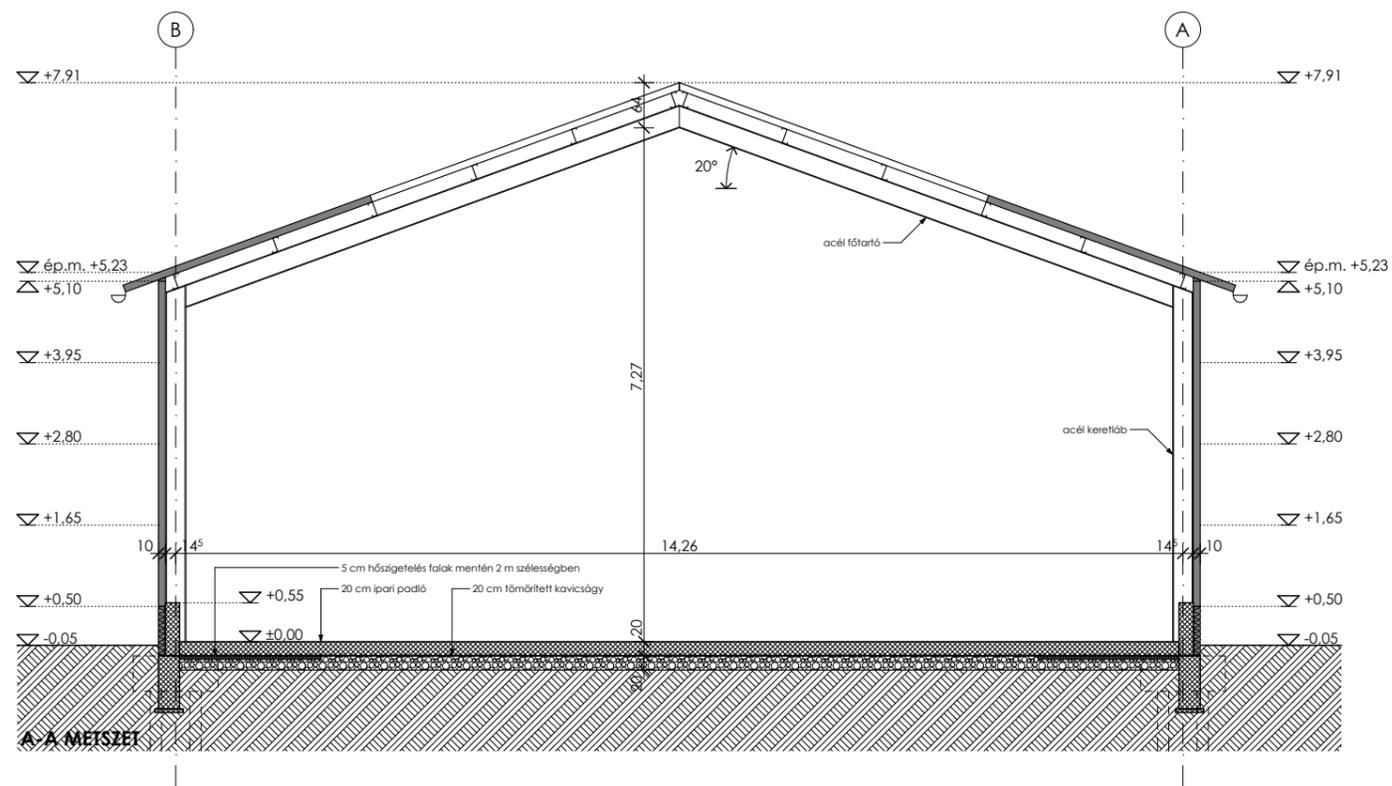 B
A
+7,91
+7,91
64
20°
acél főtartó
ép.m. +5,23
ép.m. +5,23
+5,10
+5,10
+3,95
+3,95
7,27
acél keretláb
+2,80
+2,80
+1,65
+1,65
10
14⁵
14,26
14⁵
10
5 cm hőszigetelés falak mentén 2 m szélességben
20 cm ipari padló
20 cm tömörített kavicságy
+0,50
+0,55
+0,50
-0,05
±0,00
20
-0,05
20
A-A METSZET